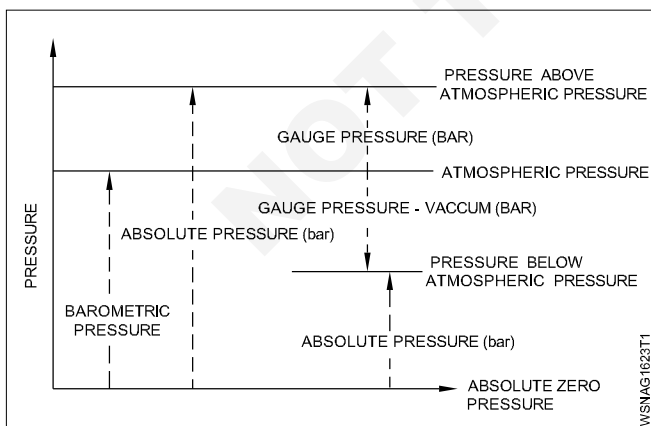 PRESSURE ABOVE
ATMOSPHERIC PRESSURE
GAUGE PRESSURE (BAR)
ATMOSPHERIC PRESSURE
GAUGE PRESSURE - VACCUM (BAR)
ABSOLUTE PRESSURE (bar)
PRESSURE
PRESSURE BELOW
ATMOSPHERIC PRESSURE
BAROMETRIC
PRESSURE
ABSOLUTE PRESSURE (bar)
ABSOLUTE ZERO
PRESSURE
WSNAG1623T1
NOT T